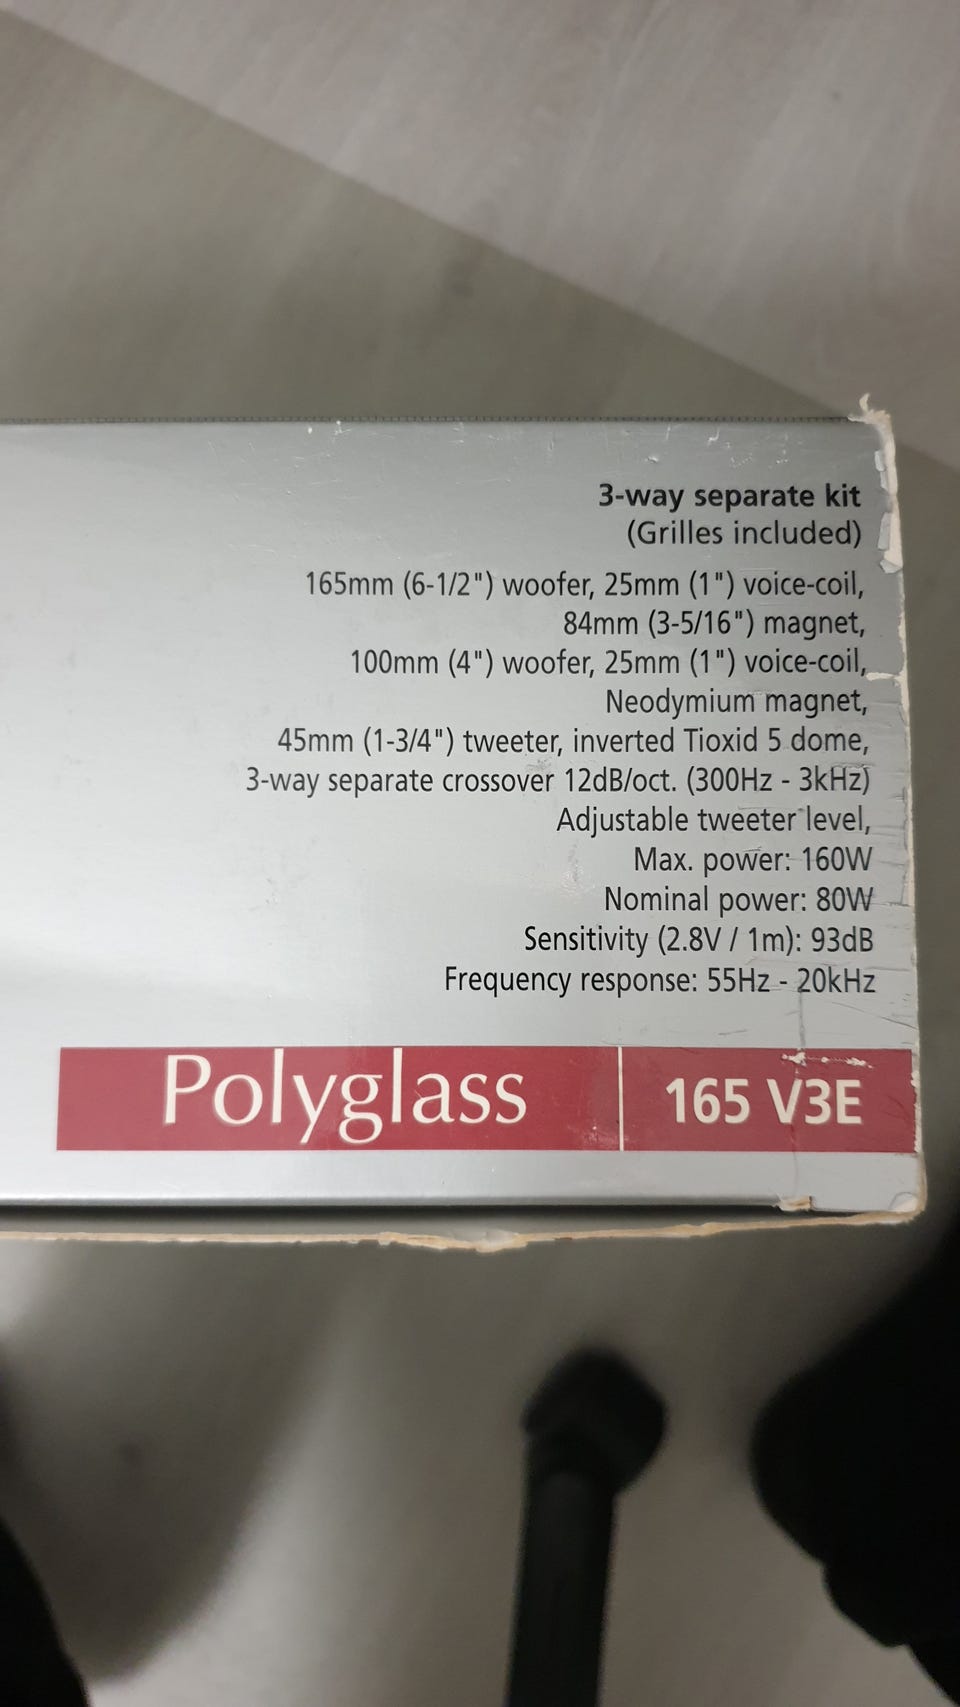 3-way separate kit
(Grilles included)
165mm (6-1/2") woofer, 25mm (1") voice-coil,
84mm (3-5/16") magnet,
100mm (4") woofer, 25mm (1") voice-coil,
Neodymium magnet,
45mm (1-3/4") tweeter, inverted Tioxid 5 dome,
3-way separate crossover 12dB/oct. (300Hz - 3kHz)
Adjustable tweeter level,
Max. power: 160W
Nominal power: 80W
Sensitivity (2.8V / 1m): 93dB
Frequency response: 55Hz - 20kHz
Polyglass 165 V3E